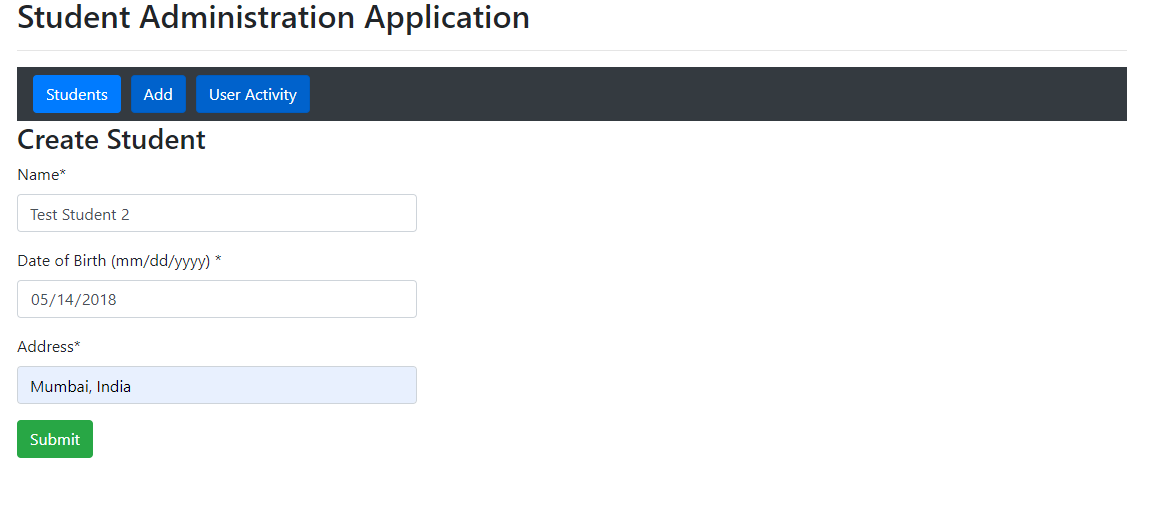 Student Administration Application
Students Add User Activity
Create Student
Name*
Test Student 2
Date of Birth (mm/dd/yyyy) *
05/14/2018
Address*
Mumbai, India
Submit